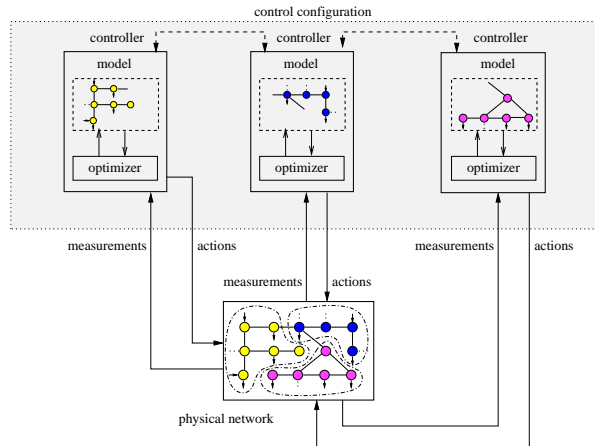 control configuration
controller
controller
controller
model
model
model
optimizer
optimizer
optimizer
measurements
actions
measurements
actions
measurements
actions
physical network